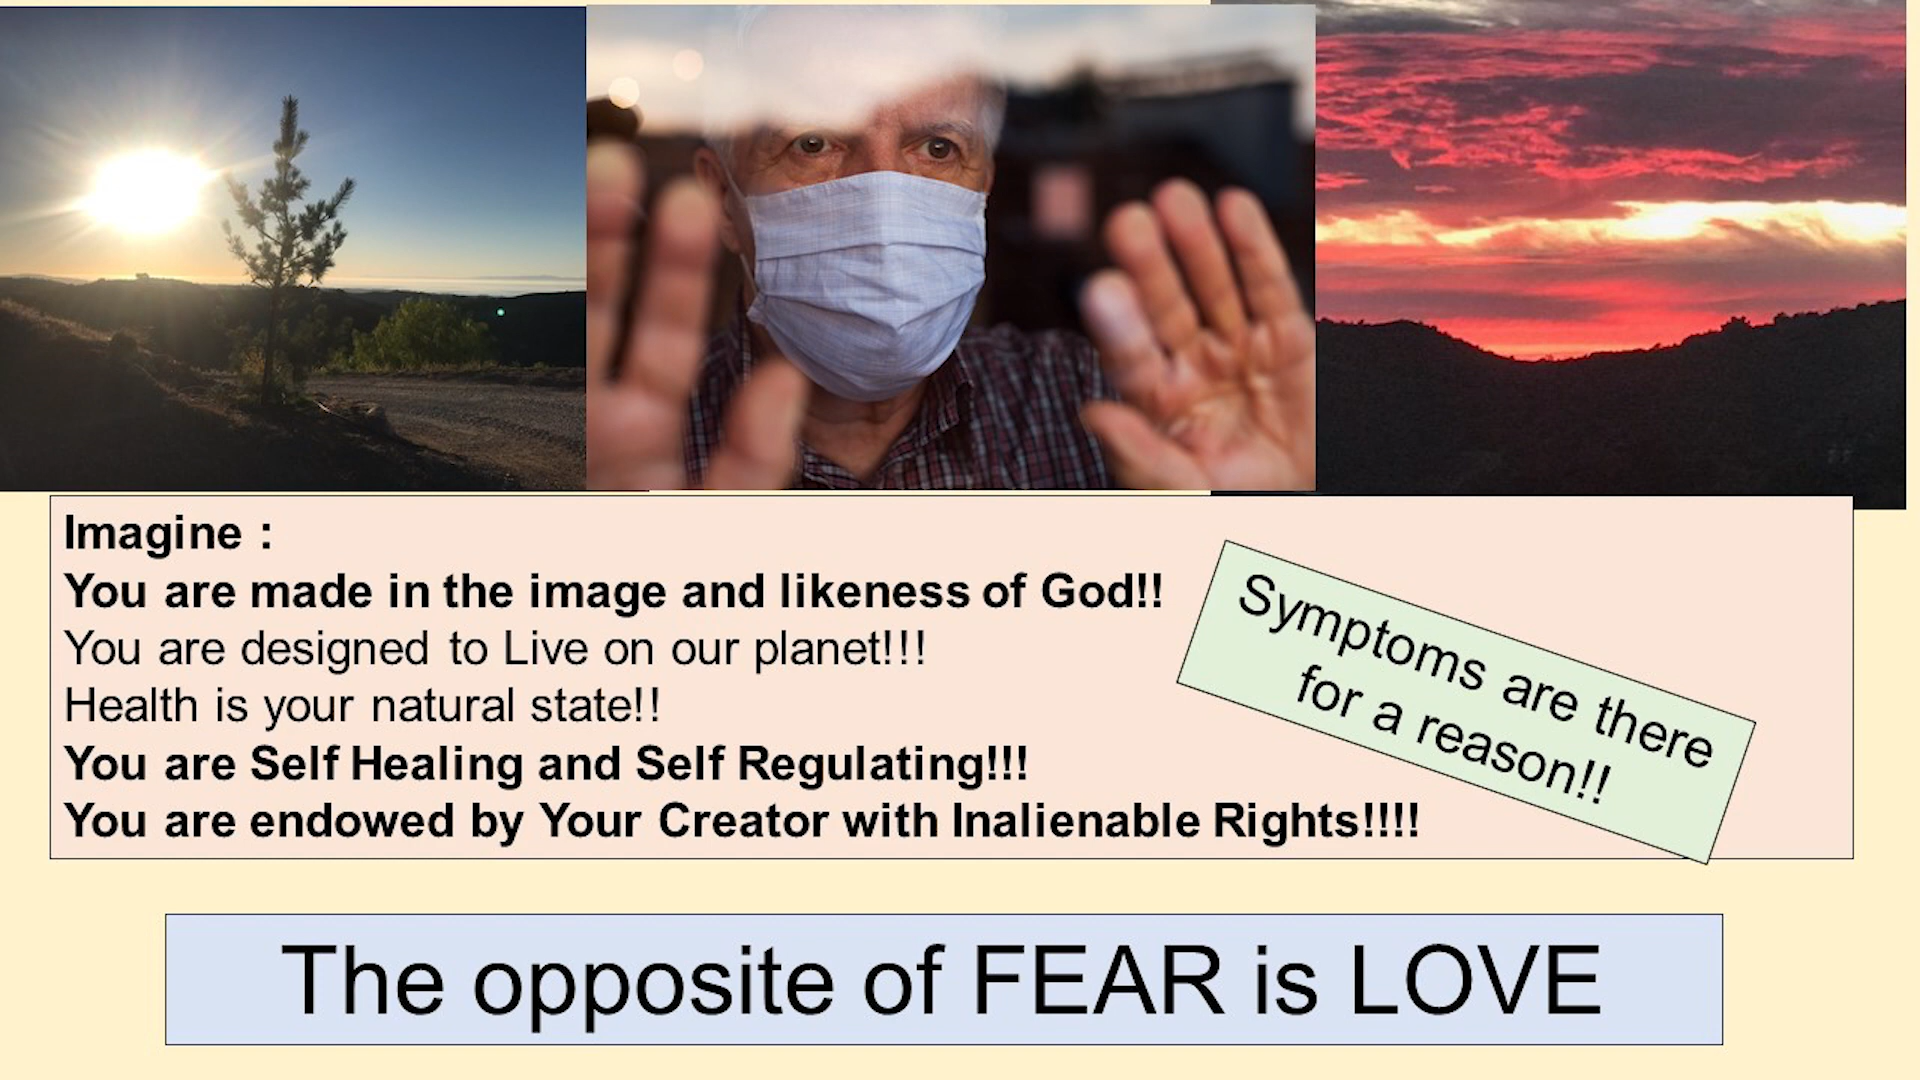 Imagine :
You are made in the image and likeness of God!!
You are designed to Live on our planet!!!
Health is your natural state!!
You are Self Healing and Self Regulating!!!
You are endowed by Your Creator with Inalienable Rights!!!!
Symptoms are there
for a reason!!
The opposite of FEAR is LOVE